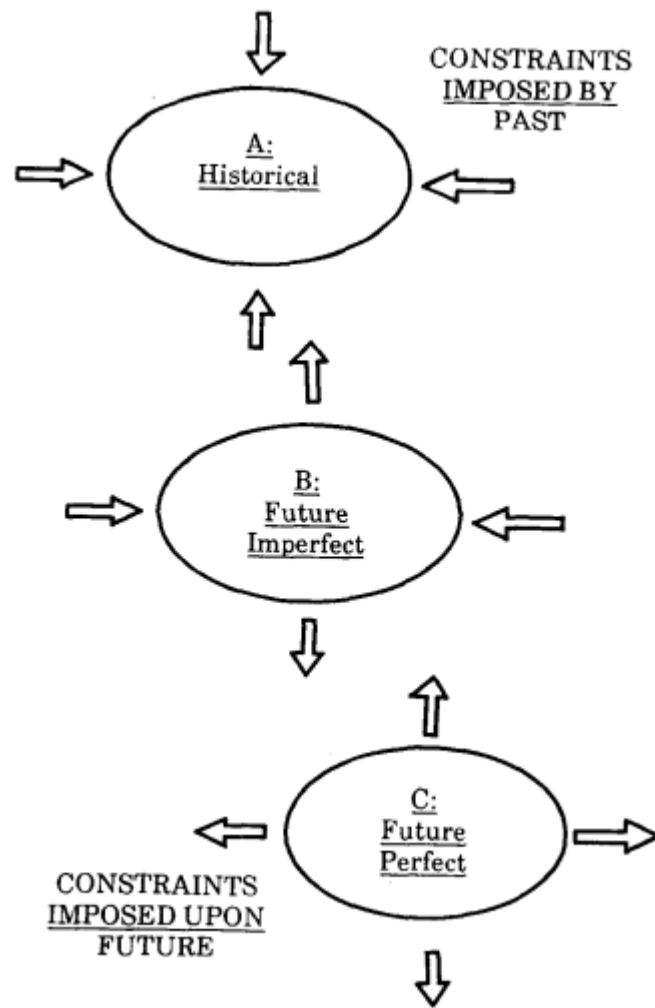 CONSTRAINTS
IMPOSED BY
PAST
A:
Historical
B:
Future
Imperfect
C:
Future
Perfect
CONSTRAINTS
IMPOSED UPON
FUTURE